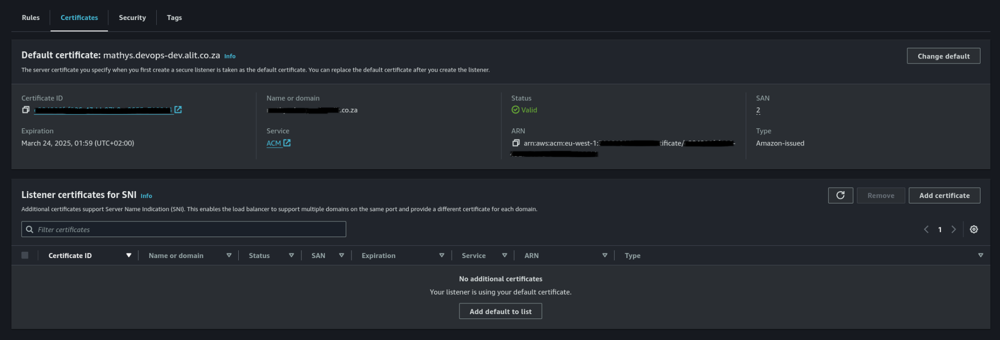 Rules Certificates Security Tags
Default certificate: mathys.devops-dev.alit.co.za Info
Change default
The server certificate you specify when you first create a secure listener is taken as the default certificate. You can replace the default certificate after you create the listener.
Certificate ID
Name or domain
.co.za
Status
Valid
SAN
2
Expiration
March 24, 2025, 01:59 (UTC+02:00)
Service
ACM
ARN
arn:aws:acm:eu-west-1:
Type
Amazon-issued
Listener certificates for SNI Info
Remove Add certificate
Additional certificates support Server Name Indication (SNI). This enables the load balancer to support multiple domains on the same port and provide a different certificate for each domain.
Filter certificates
1
Certificate ID Name or domain Status SAN Expiration Service ARN Type
No additional certificates
Your listener is using your default certificate.
Add default to list